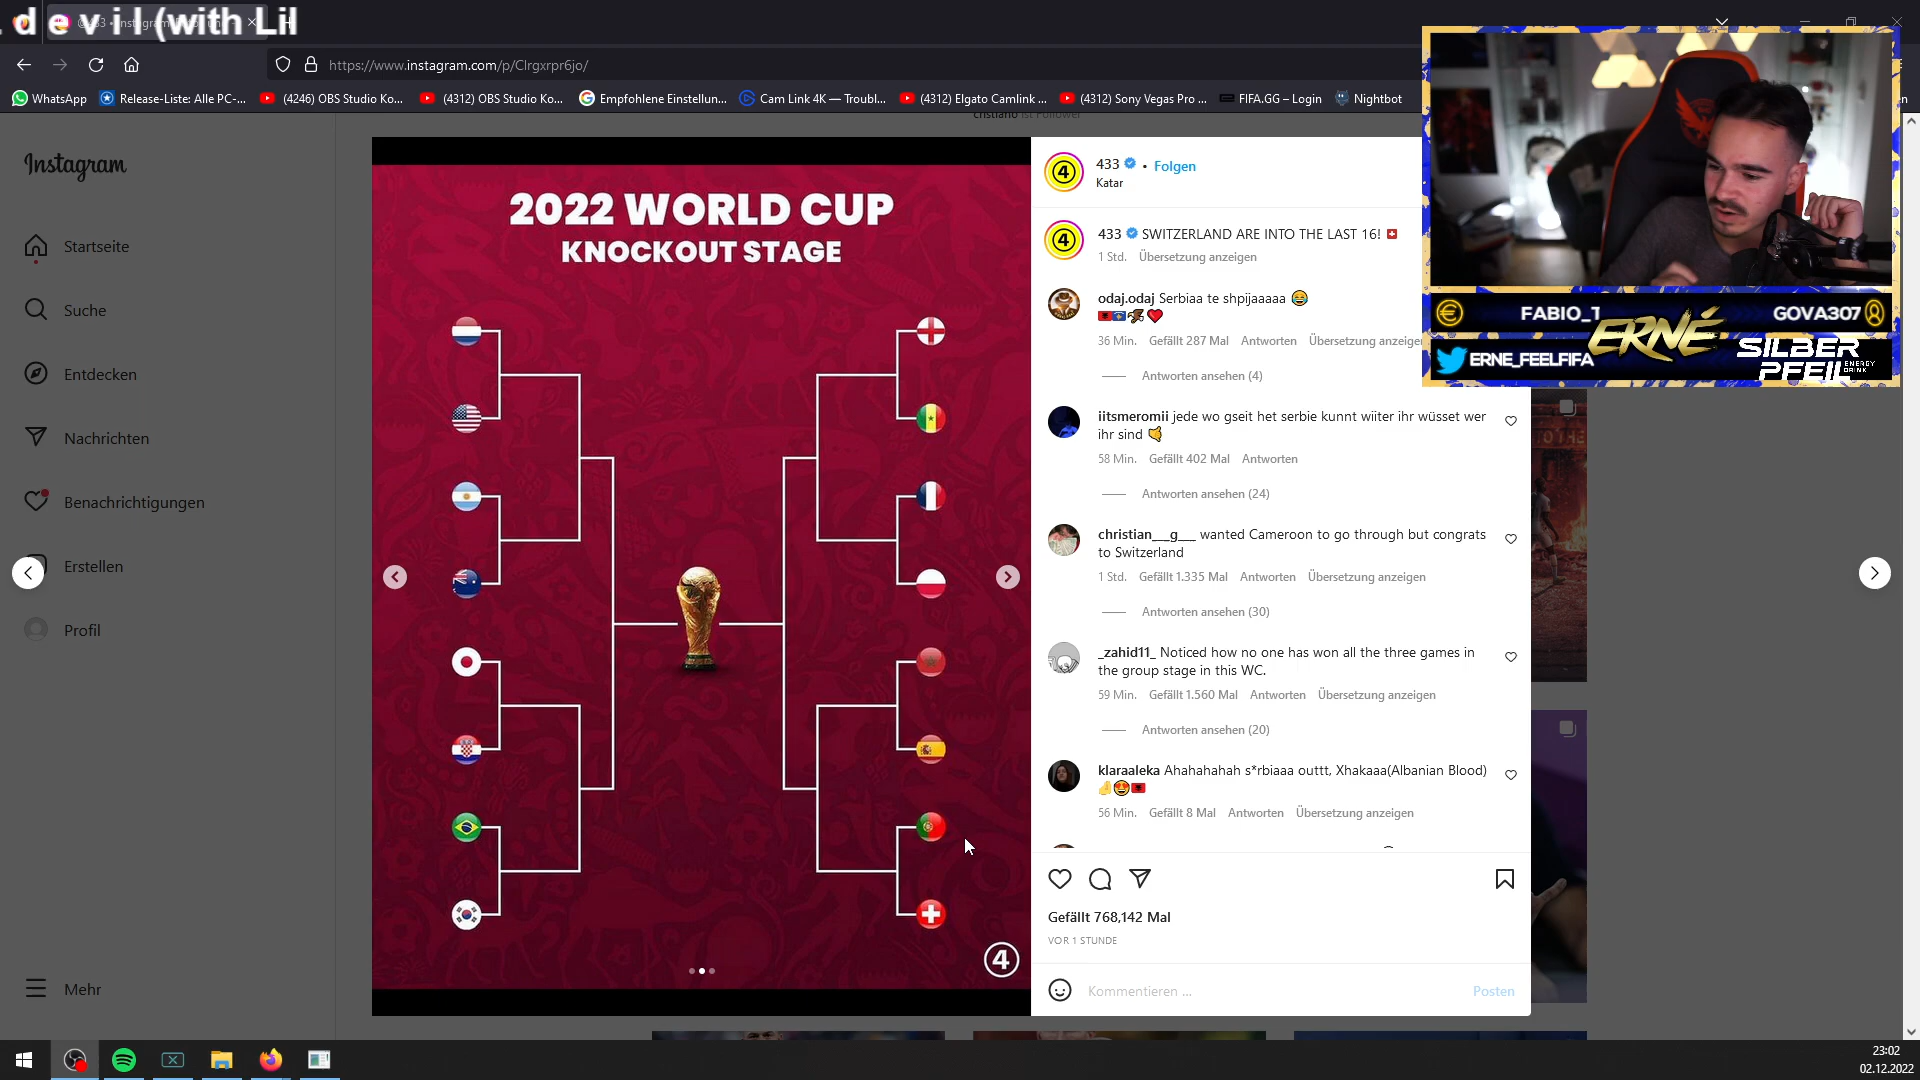 d e v i l (with Lil
https://www.instagram.com/p/Clrgxrpr6jo/
WhatsApp
Release-Liste: Alle PC-...
(4246) OBS Studio Ko...
(4312) OBS Studio Ko...
Empfohlene Einstellun...
Cam Link 4K — Troubl...
(4312) Elgato Camlink ...
(4312) Sony Vegas Pro ...
FIFA.GG – Login
Nightbot
cristiano ist Follower
Instagram
Startseite
Suche
Entdecken
Nachrichten
Benachrichtigungen
Erstellen
Profil
Mehr
2022 WORLD CUP
KNOCKOUT STAGE
4
433 • Folgen
Katar
433 SWITZERLAND ARE INTO THE LAST 16! 🇨🇭
1 Std. Übersetzung anzeigen
odaj.odaj Serbiaa te shpijaaaaa 😂
36 Min. Gefällt 287 Mal Antworten Übersetzung anzeigen
Antworten ansehen (4)
iitsmeromii jede wo gseit het serbie kunnt wiiter ihr wüsset wer
ihr sind
58 Min. Gefällt 402 Mal Antworten
Antworten ansehen (24)
christian___g___ wanted Cameroon to go through but congrats
to Switzerland
1 Std. Gefällt 1.335 Mal Antworten Übersetzung anzeigen
Antworten ansehen (30)
_zahid11_ Noticed how no one has won all the three games in
the group stage in this WC.
59 Min. Gefällt 1.560 Mal Antworten Übersetzung anzeigen
Antworten ansehen (20)
klaraaleka Ahahahahah s*rbiaaa outtt, Xhakaaa(Albanian Blood)
56 Min. Gefällt 8 Mal Antworten Übersetzung anzeigen
Gefällt 768,142 Mal
VOR 1 STUNDE
Kommentieren ...
Posten
FABIO_T
GOVA307
ERNÉ
ERNE_FEELFIFA
SILBER
PFEIL
ENERGY
DRINK
23:02
02.12.2022